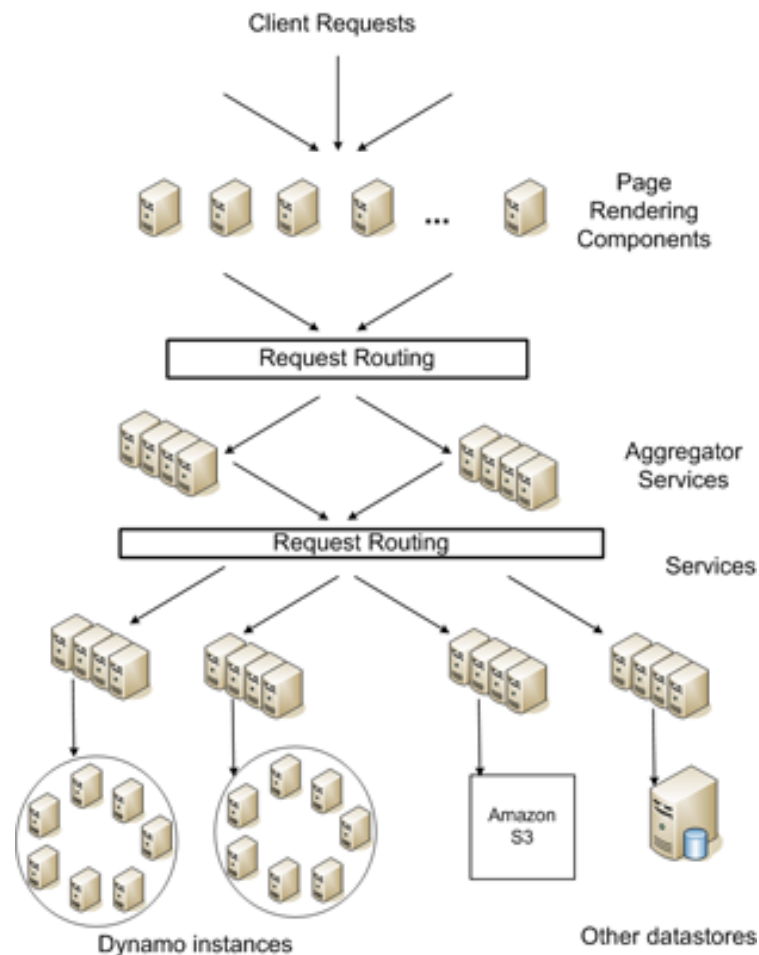 Client Requests
Page
Rendering
Components
...
Request Routing
Aggregator
Services
Request Routing
Services
Amazon
S3
Dynamo instances
Other datastores